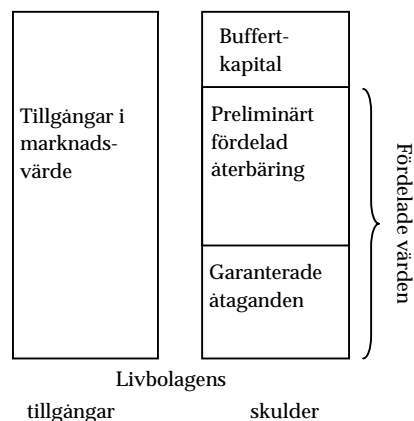 Buffert-
kapital
Tillgångar i
marknads-
värde
Preliminärt
fördelad
återbäring
Garanterade
åtaganden
Fördelade värden
Livbolagens
tillgångar
skulder